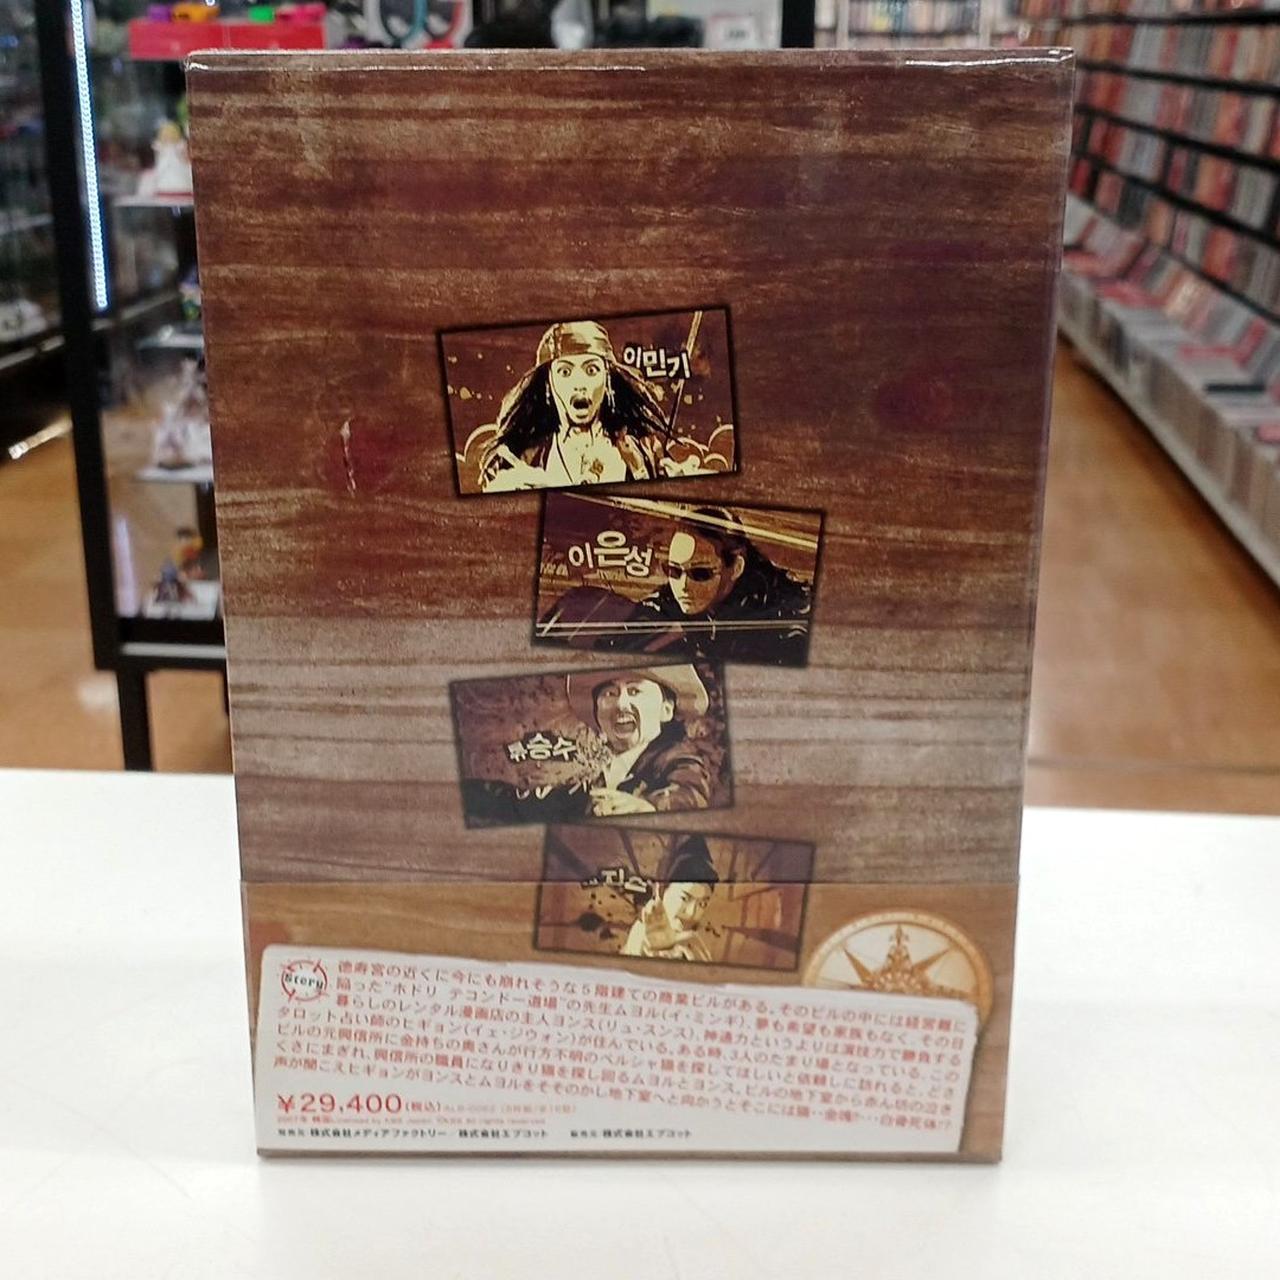 이민기
이은성
류승수
Story
徳寿宮の近くに今にも崩れそうな5階建ての商業ビルがある。そのビルの中には経営難に
陥った"ホドリ テコンドー道場"の先生ムヨル(イ・ミンギ)、夢も希望も家族もなく、その日
暮らしのレンタル漫画店の主人ヨンス(リュ・スンス)、神通力というよりは演技力で勝負する
タロット占い師のヒギョン(イェ・ジウォン)が住んでいる。ある時、3人のたまり場となっている、この
ビルの元興信所に金持ちの奥さんが行方不明のペルシャ猫を探してほしいと依頼しに訪れると、どさ
くさにまぎれ、興信所の職員になりきり猫を探し回るムヨルとヨンス。ビルの地下室から赤ん坊の泣き
声が聞こえヒギョンがヨンスとムヨルをそそのかし地下室へと向かうとそこには猫‥金塊?‥白骨死体!?
¥29,400(税込)
発売元:株式会社メディアファクトリー/株式会社エプコット 販売元:株式会社エプコット